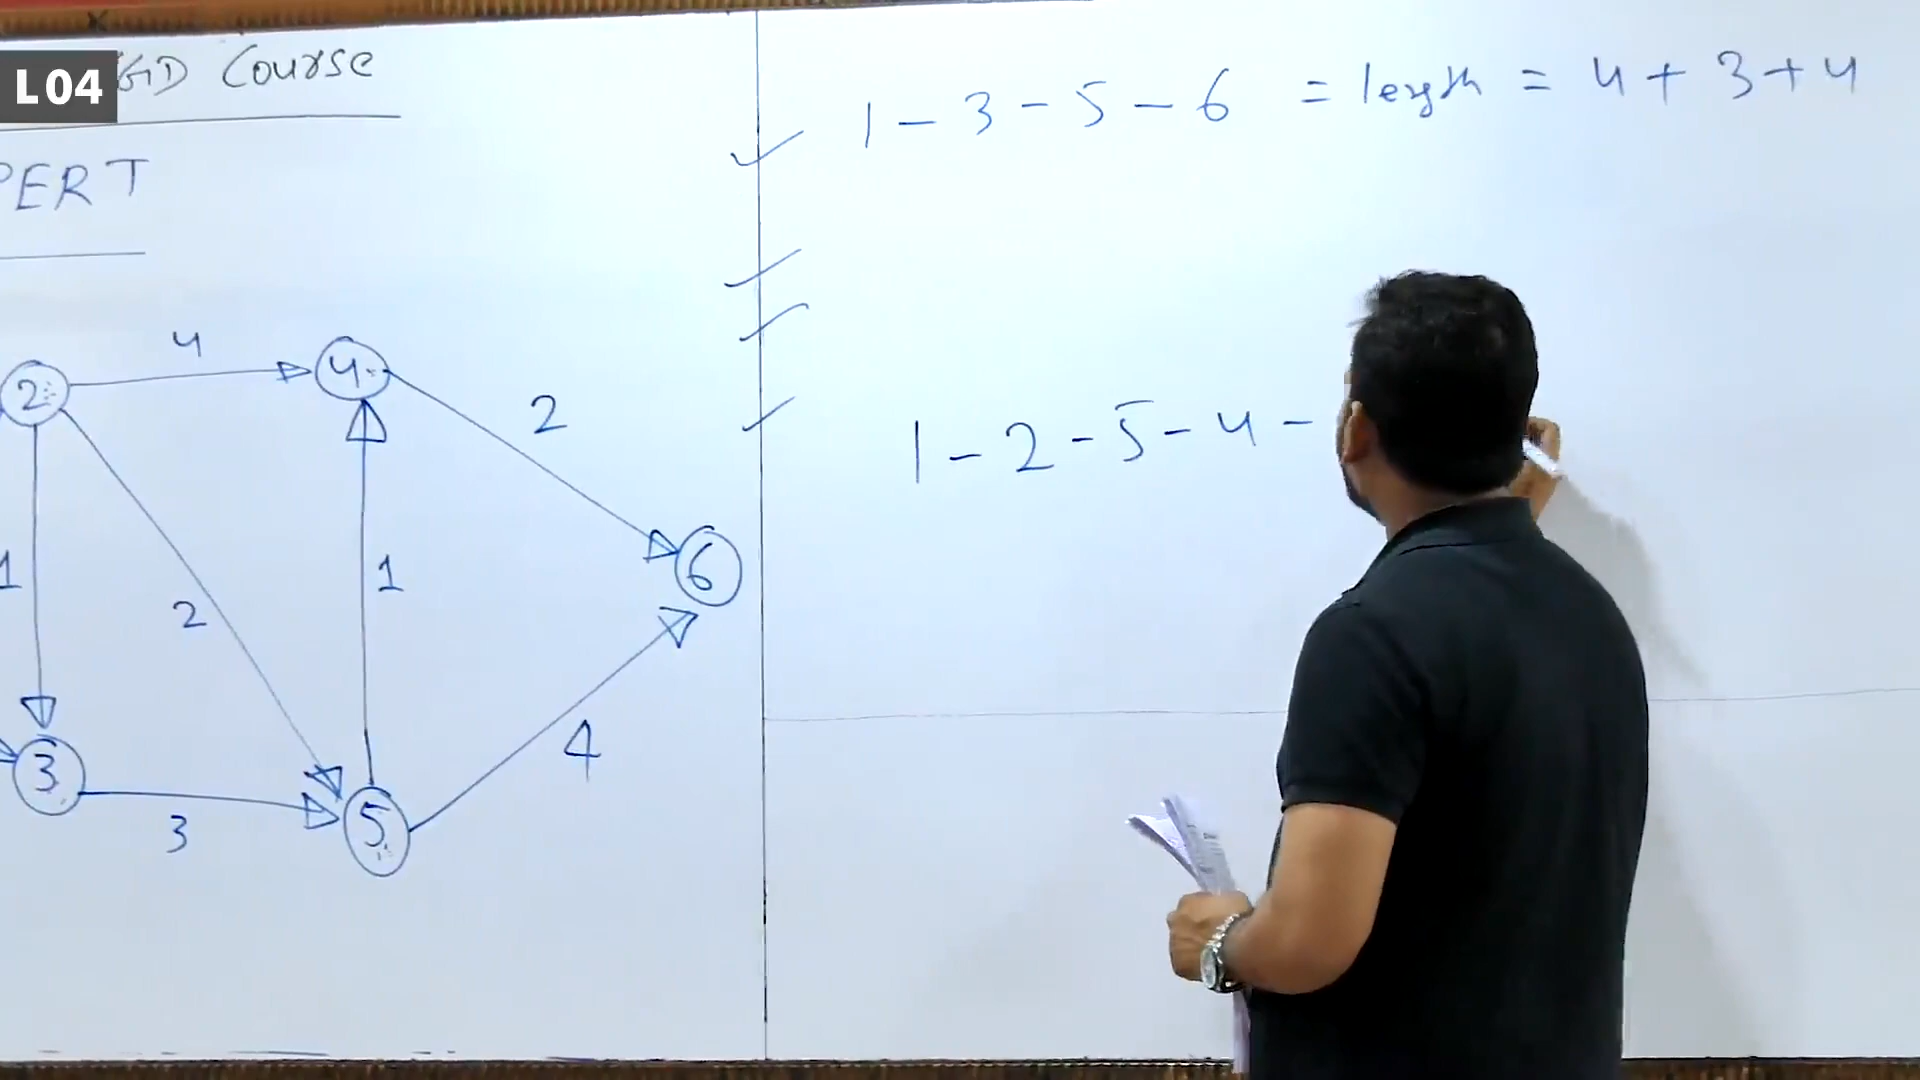 L 04
GD Course
PERT
1 - 3 - 5 - 6 = length = 4 + 3 + 4
1 - 2 - 5 - 4 -
4
2
4
2
1
2
1
6
3
3
5
4